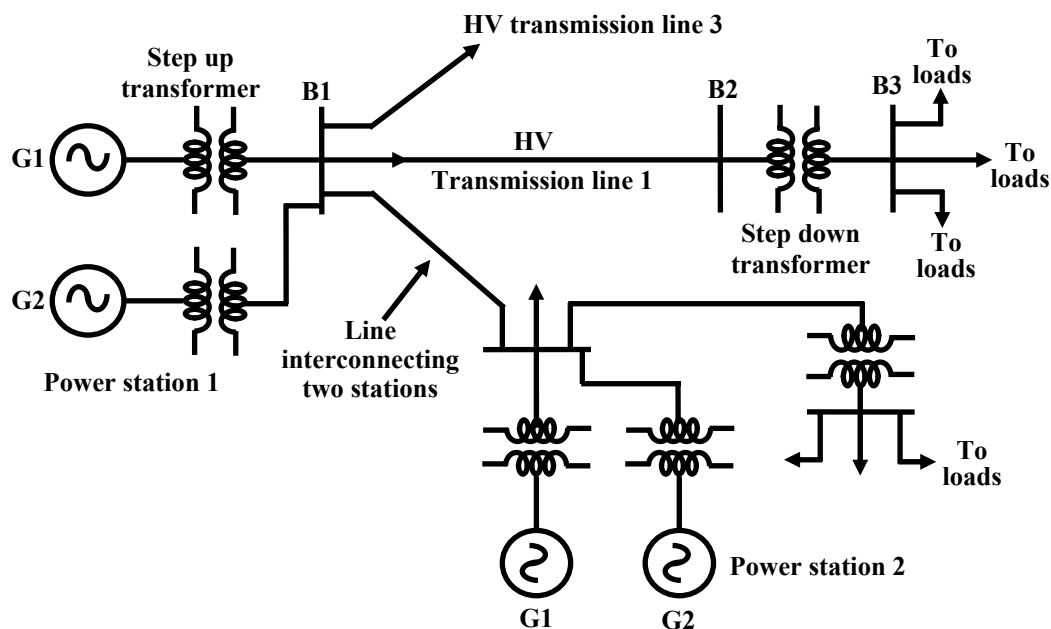 HV transmission line 3
Step up
transformer
B1
B2
B3
To
loads
G1
HV
Transmission line 1
To
loads
Step down
transformer
To
loads
G2
Line
interconnecting
two stations
Power station 1
To
loads
Power station 2
G1
G2